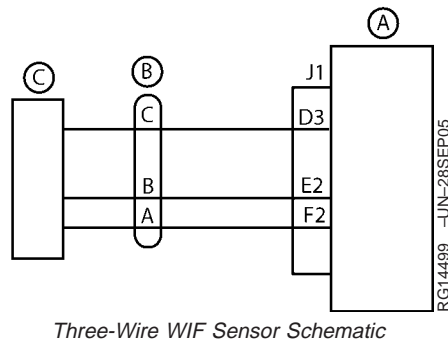 A
C
B
J1
C
D3
B
E2
A
F2
RG14499 –UN–28SEP05
Three-Wire WIF Sensor Schematic